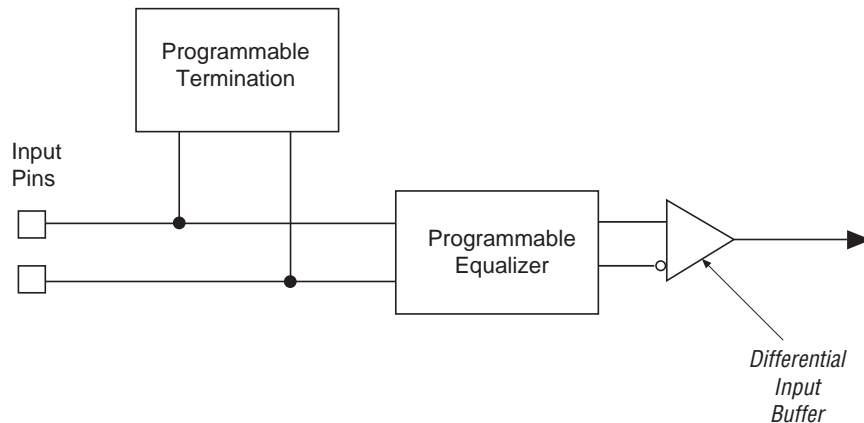 Programmable
Termination
Input
Pins
Programmable
Equalizer
Differential
Input
Buffer